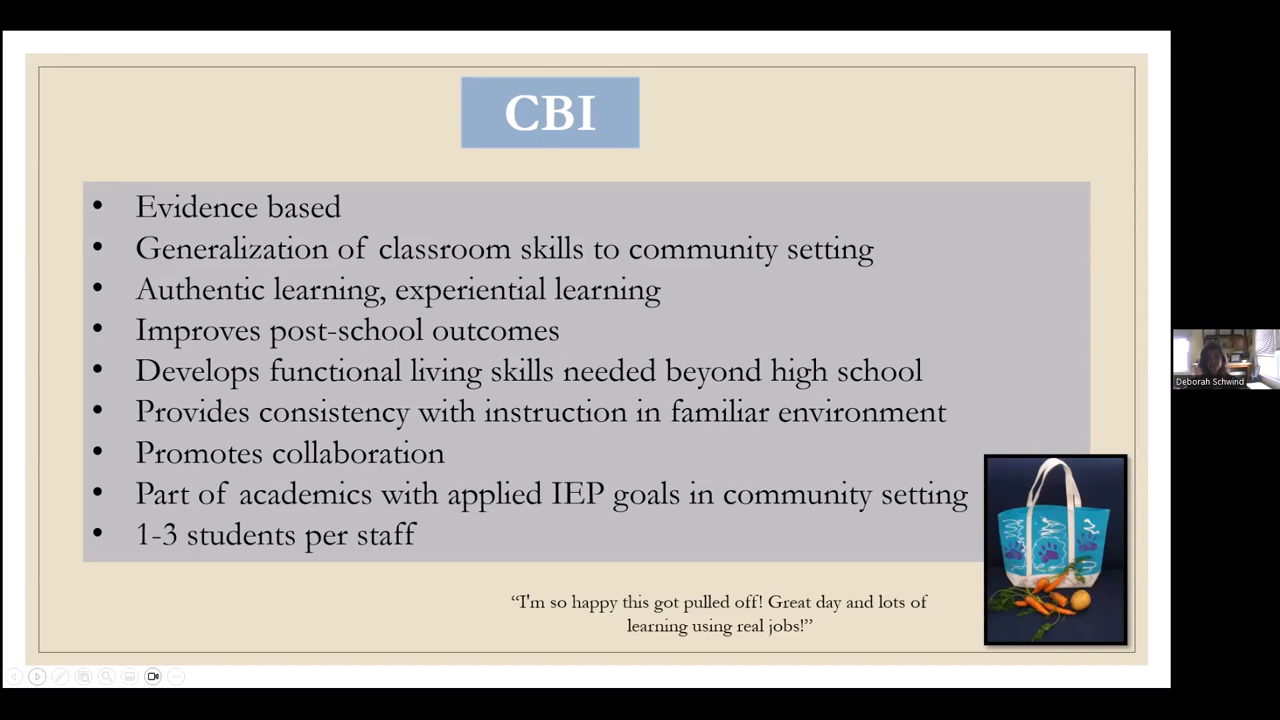 CBI
• Evidence based
• Generalization of classroom skills to community setting
• Authentic learning, experiential learning
• Improves post-school outcomes
• Develops functional living skills needed beyond high school
• Provides consistency with instruction in familiar environment
• Promotes collaboration
• Part of academics with applied IEP goals in community setting
• 1-3 students per staff
“I'm so happy this got pulled off! Great day and lots of
learning using real jobs!”
Deborah Schwind